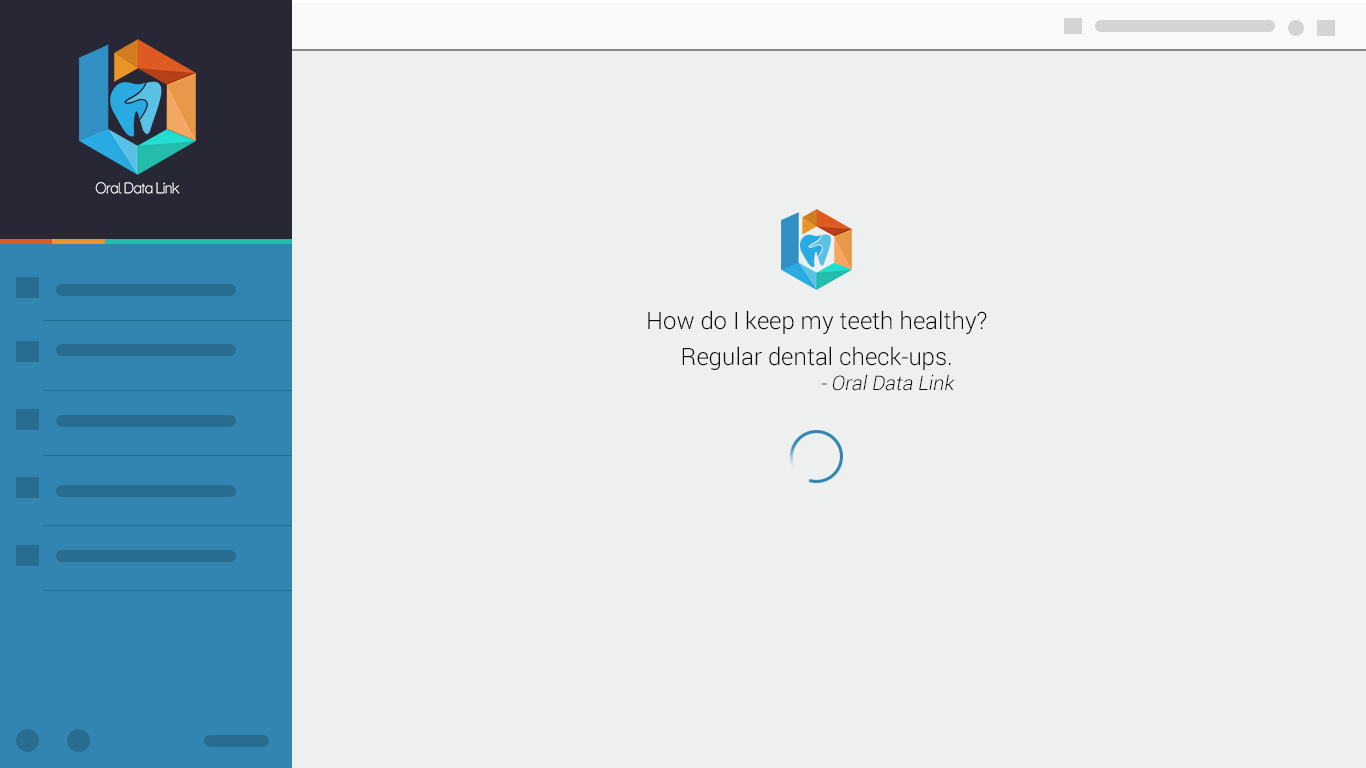 Oral Data Link
How do I keep my teeth healthy?
Regular dental check-ups.
- Oral Data Link